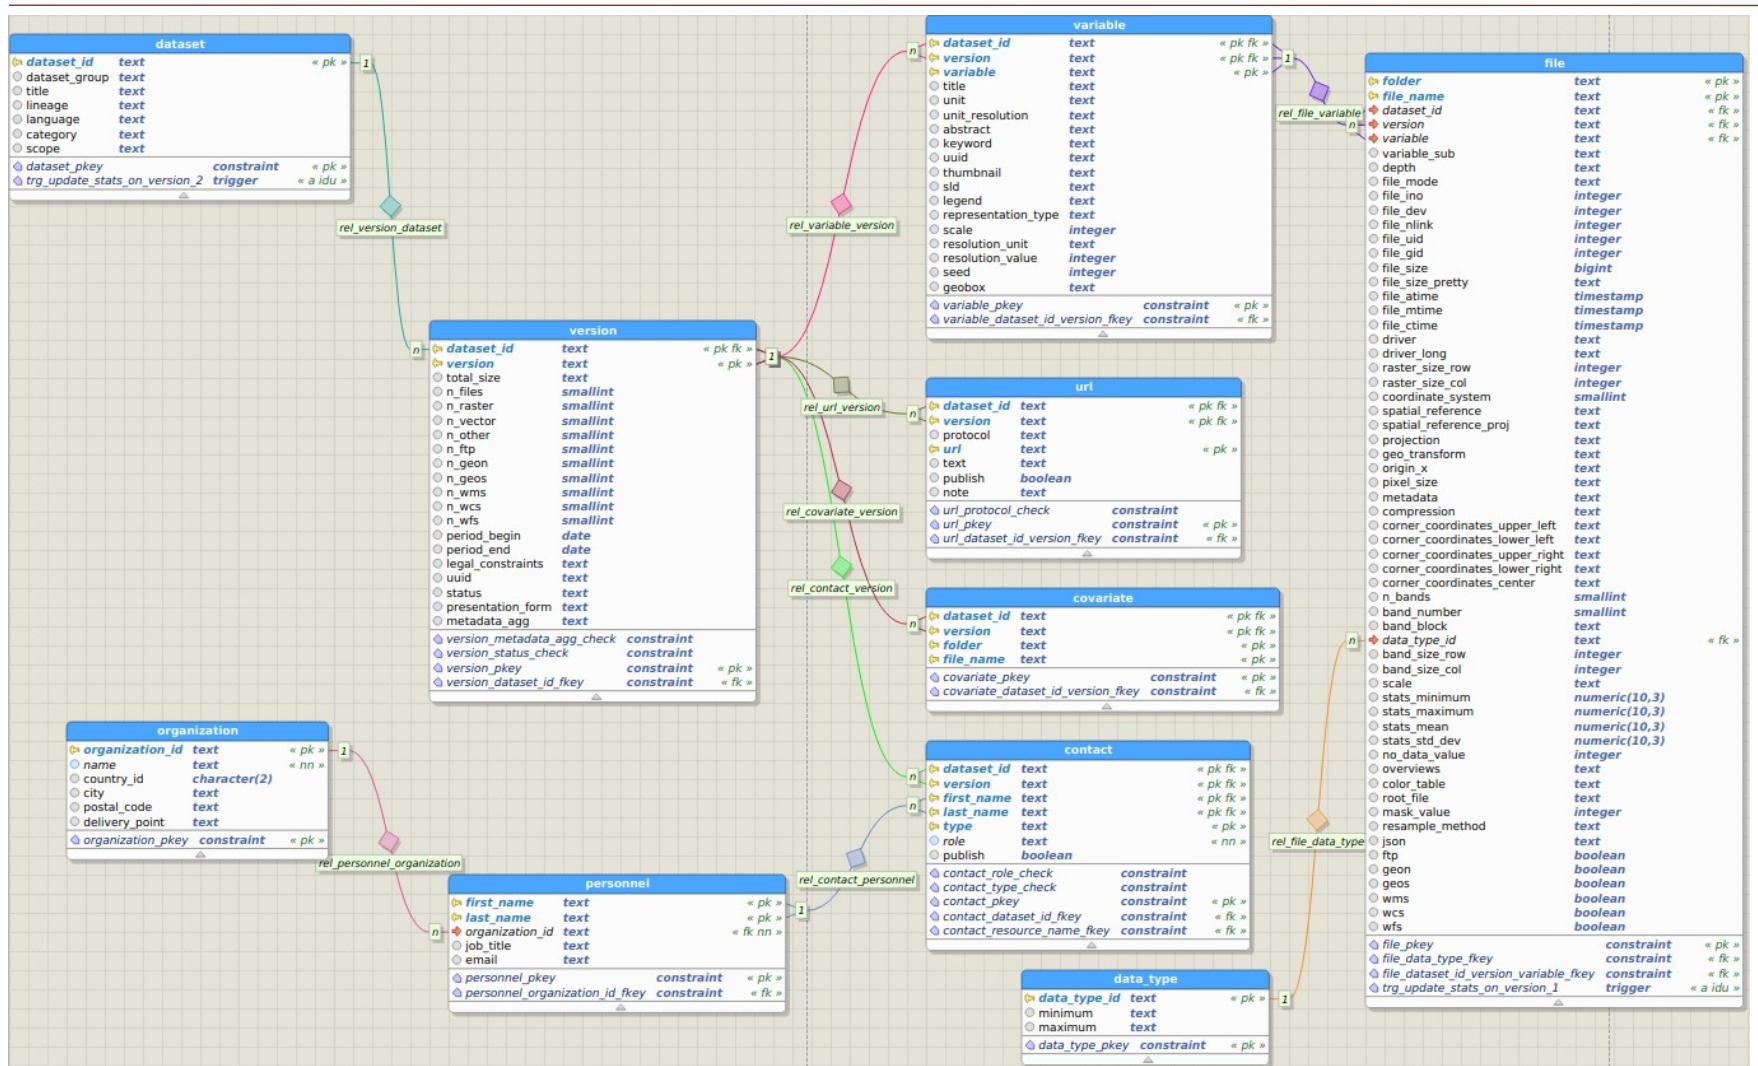 dataset
dataset_id text « pk »
dataset_group text
title text
lineage text
language text
category text
scope text
dataset_pkey constraint « pk »
trg_update_stats_on_version_2 trigger « a idu »
1
rel_version_dataset
n
version
dataset_id text « pk fk »
version text « pk »
total_size text
n_files smallint
n_raster smallint
n_vector smallint
n_other smallint
n_ftp smallint
n_geon smallint
n_geos smallint
n_wms smallint
n_wcs smallint
n_wfs smallint
period_begin date
period_end date
legal_constraints text
uuid text
status text
presentation_form text
metadata_agg text
version_metadata_agg_check constraint
version_status_check constraint
version_pkey constraint « pk »
version_dataset_id_fkey constraint « fk »
1
organization
organization_id text « pk »
name text « nn »
country_id character(2)
city text
postal_code text
delivery_point text
organization_pkey constraint « pk »
1
rel_personnel_organization
n
personnel
first_name text « pk »
last_name text « pk »
organization_id text « fk nn »
job_title text
email text
personnel_pkey constraint « pk »
personnel_organization_id_fkey constraint « fk »
1
rel_contact_personnel
n
rel_variable_version
n
rel_url_version
n
rel_covariate_version
n
rel_contact_version
n
variable
dataset_id text « pk fk »
version text « pk fk »
variable text « pk »
title text
unit text
unit_resolution text
abstract text
keyword text
uuid text
thumbnail text
sld text
legend text
representation_type text
scale integer
resolution_unit text
resolution_value integer
seed integer
geobox text
variable_pkey constraint « pk »
variable_dataset_id_version_fkey constraint « fk »
1
rel_file_variable
n
url
dataset_id text « pk fk »
version text « pk fk »
protocol text
url text « pk »
text text
publish boolean
note text
url_protocol_check constraint
url_pkey constraint « pk »
url_dataset_id_version_fkey constraint « fk »
covariate
dataset_id text « pk fk »
version text « pk fk »
folder text « pk »
file_name text « pk »
covariate_pkey constraint « pk »
covariate_dataset_id_version_fkey constraint « fk »
contact
dataset_id text « pk fk »
version text « pk fk »
first_name text « pk fk »
last_name text « pk fk »
type text « pk »
role text « nn »
publish boolean
contact_role_check constraint
contact_type_check constraint
contact_pkey constraint « pk »
contact_dataset_id_fkey constraint « fk »
contact_resource_name_fkey constraint « fk »
data_type
data_type_id text « pk »
minimum text
maximum text
data_type_pkey constraint « pk »
1
rel_file_data_type
n
file
folder text « pk »
file_name text « pk »
dataset_id text « fk »
version text « fk »
variable text « fk »
variable_sub text
depth text
file_mode text
file_ino integer
file_dev integer
file_nlink integer
file_uid integer
file_gid integer
file_size bigint
file_size_pretty text
file_atime timestamp
file_mtime timestamp
file_ctime timestamp
driver text
driver_long text
raster_size_row integer
raster_size_col integer
coordinate_system smallint
spatial_reference text
spatial_reference_proj text
projection text
geo_transform text
origin_x text
pixel_size text
metadata text
compression text
corner_coordinates_upper_left text
corner_coordinates_lower_left text
corner_coordinates_upper_right text
corner_coordinates_lower_right text
corner_coordinates_center text
n_bands smallint
band_number smallint
band_block text
data_type_id text « fk »
band_size_row integer
band_size_col integer
scale text
stats_minimum numeric(10,3)
stats_maximum numeric(10,3)
stats_mean numeric(10,3)
stats_std_dev numeric(10,3)
no_data_value integer
overviews text
color_table text
root_file text
mask_value integer
resample_method text
json text
ftp boolean
geon boolean
geos boolean
wms boolean
wcs boolean
wfs boolean
file_pkey constraint « pk »
file_data_type_fkey constraint « fk »
file_dataset_id_version_variable_fkey constraint « fk »
trg_update_stats_on_version_1 trigger « a idu »